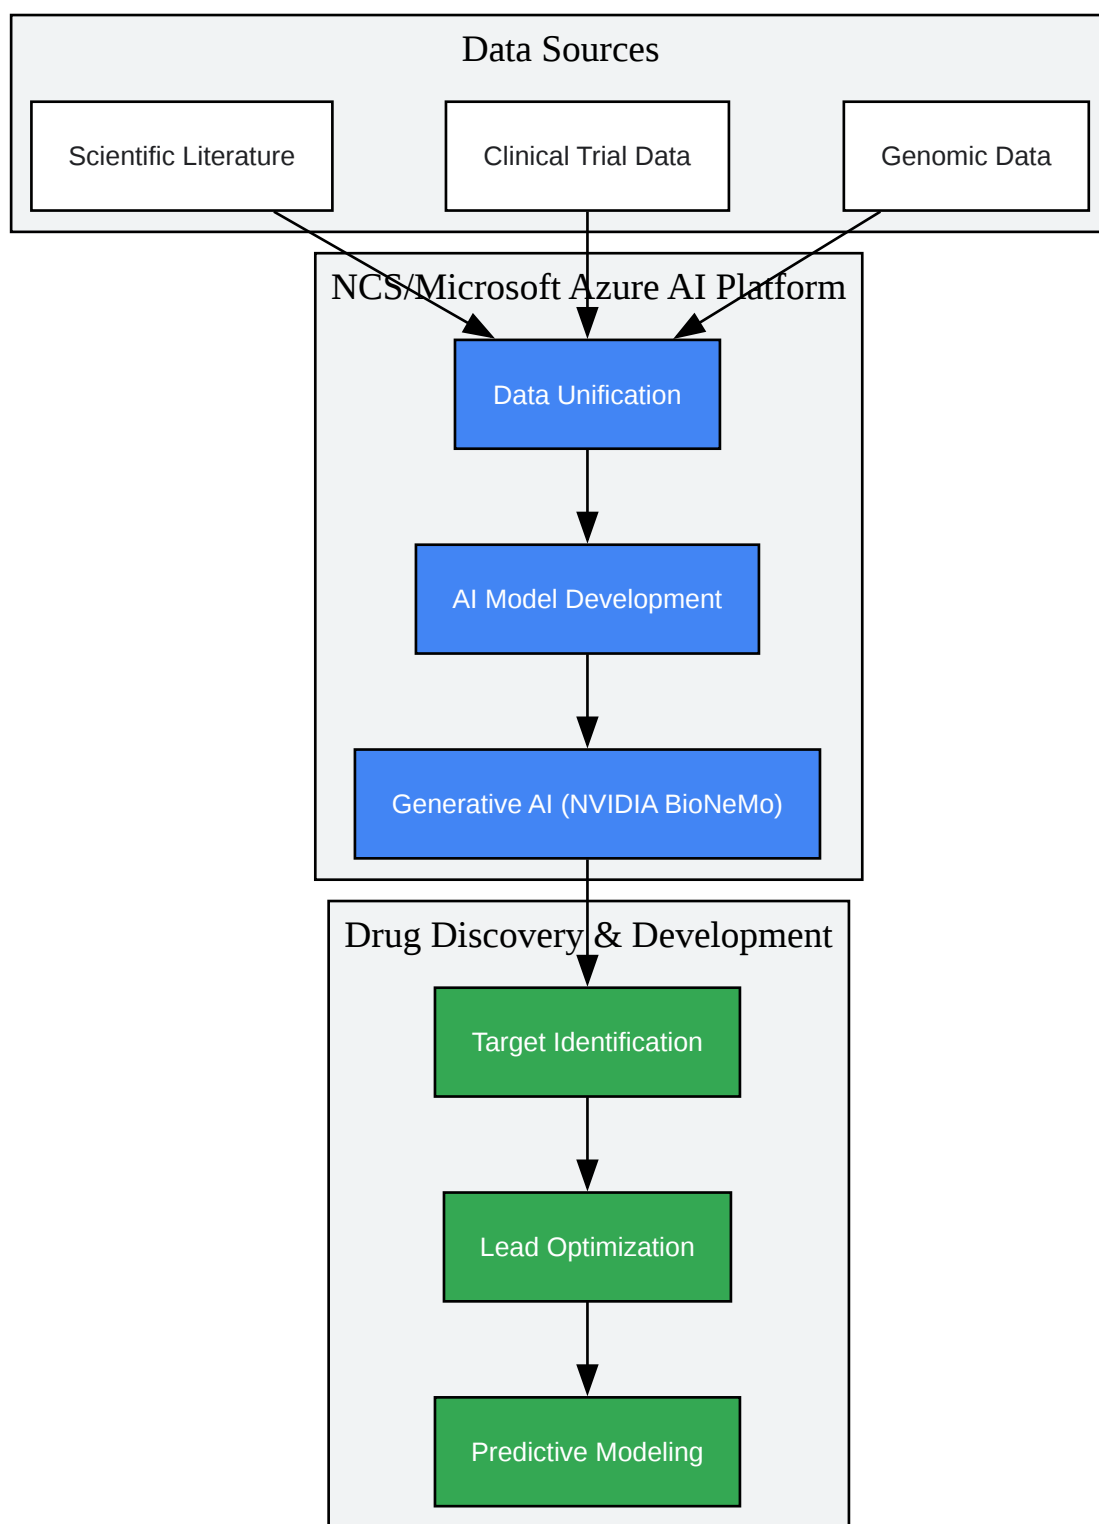 Data Sources
Scientific Literature
Clinical Trial Data
Genomic Data
NCS/Microsoft Azure AI Platform
Data Unification
AI Model Development
Generative AI (NVIDIA BioNeMo)
Drug Discovery & Development
Target Identification
Lead Optimization
Predictive Modeling